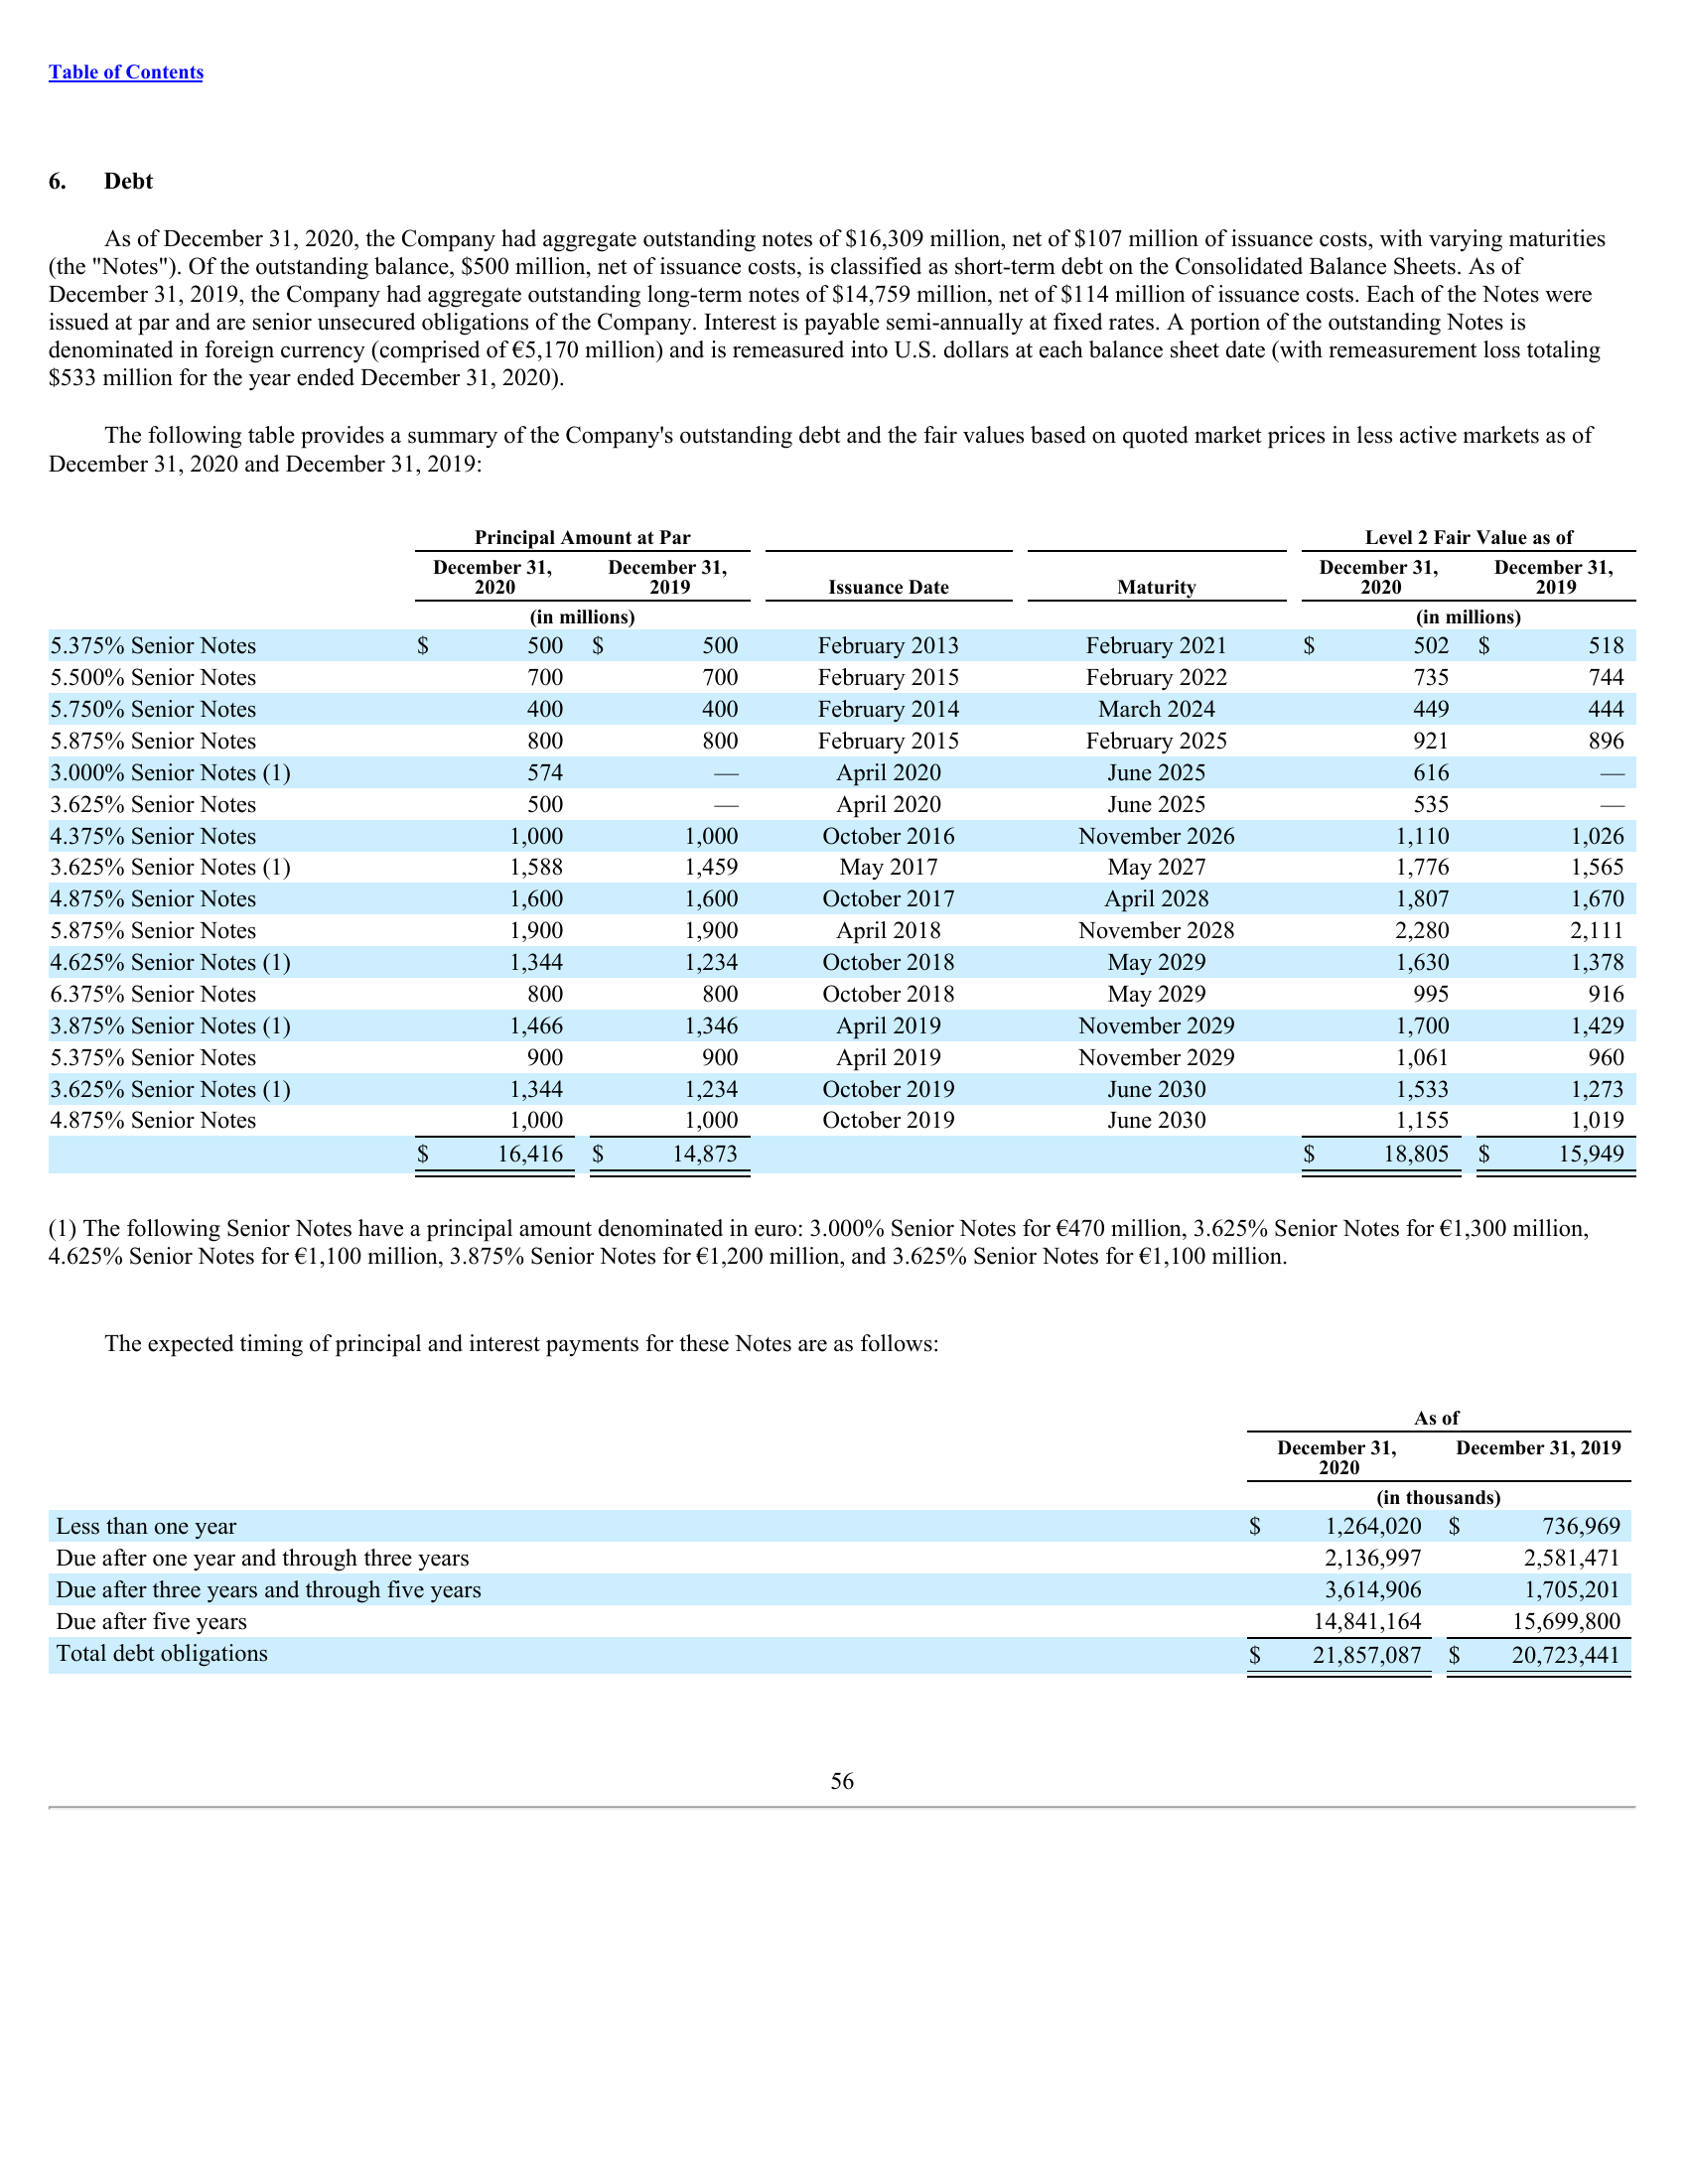 Table of Contents
6. Debt
As of December 31, 2020, the Company had aggregate outstanding notes of $16,309 million, net of $107 million of issuance costs, with varying maturities
(the "Notes"). Of the outstanding balance, $500 million, net of issuance costs, is classified as short-term debt on the Consolidated Balance Sheets. As of
December 31, 2019, the Company had aggregate outstanding long-term notes of $14,759 million, net of $114 million of issuance costs. Each of the Notes were
issued at par and are senior unsecured obligations of the Company. Interest is payable semi-annually at fixed rates. A portion of the outstanding Notes is
denominated in foreign currency (comprised of €5,170 million) and is remeasured into U.S. dollars at each balance sheet date (with remeasurement loss totaling
$533 million for the year ended December 31, 2020).
The following table provides a summary of the Company's outstanding debt and the fair values based on quoted market prices in less active markets as of
December 31, 2020 and December 31, 2019:
Principal Amount at Par Level 2 Fair Value as of
December 31, December 31, December 31, December 31,
2020 2019 Issuance Date Maturity 2020 2019
(in millions) (in millions)
5.375% Senior Notes $ 500 $ 500 February 2013 February 2021 $ 502 $ 518
5.500% Senior Notes 700 700 February 2015 February 2022 735 744
5.750% Senior Notes 400 400 February 2014 March 2024 449 444
5.875% Senior Notes 800 800 February 2015 February 2025 921 896
3.000% Senior Notes (1) 574 — April 2020 June 2025 616 —
3.625% Senior Notes 500 — April 2020 June 2025 535 —
4.375% Senior Notes 1,000 1,000 October 2016 November 2026 1,110 1,026
3.625% Senior Notes (1) 1,588 1,459 May 2017 May 2027 1,776 1,565
4.875% Senior Notes 1,600 1,600 October 2017 April 2028 1,807 1,670
5.875% Senior Notes 1,900 1,900 April 2018 November 2028 2,280 2,111
4.625% Senior Notes (1) 1,344 1,234 October 2018 May 2029 1,630 1,378
6.375% Senior Notes 800 800 October 2018 May 2029 995 916
3.875% Senior Notes (1) 1,466 1,346 April 2019 November 2029 1,700 1,429
5.375% Senior Notes 900 900 April 2019 November 2029 1,061 960
3.625% Senior Notes (1) 1,344 1,234 October 2019 June 2030 1,533 1,273
4.875% Senior Notes 1,000 1,000 October 2019 June 2030 1,155 1,019
$ 16,416 $ 14,873 $ 18,805 $ 15,949
(1) The following Senior Notes have a principal amount denominated in euro: 3.000% Senior Notes for €470 million, 3.625% Senior Notes for €1,300 million,
4.625% Senior Notes for €1,100 million, 3.875% Senior Notes for €1,200 million, and 3.625% Senior Notes for €1,100 million.
The expected timing of principal and interest payments for these Notes are as follows:
As of
December 31, December 31, 2019
2020
(in thousands)
Less than one year $ 1,264,020 $ 736,969
Due after one year and through three years 2,136,997 2,581,471
Due after three years and through five years 3,614,906 1,705,201
Due after five years 14,841,164 15,699,800
Total debt obligations $ 21,857,087 $ 20,723,441
56